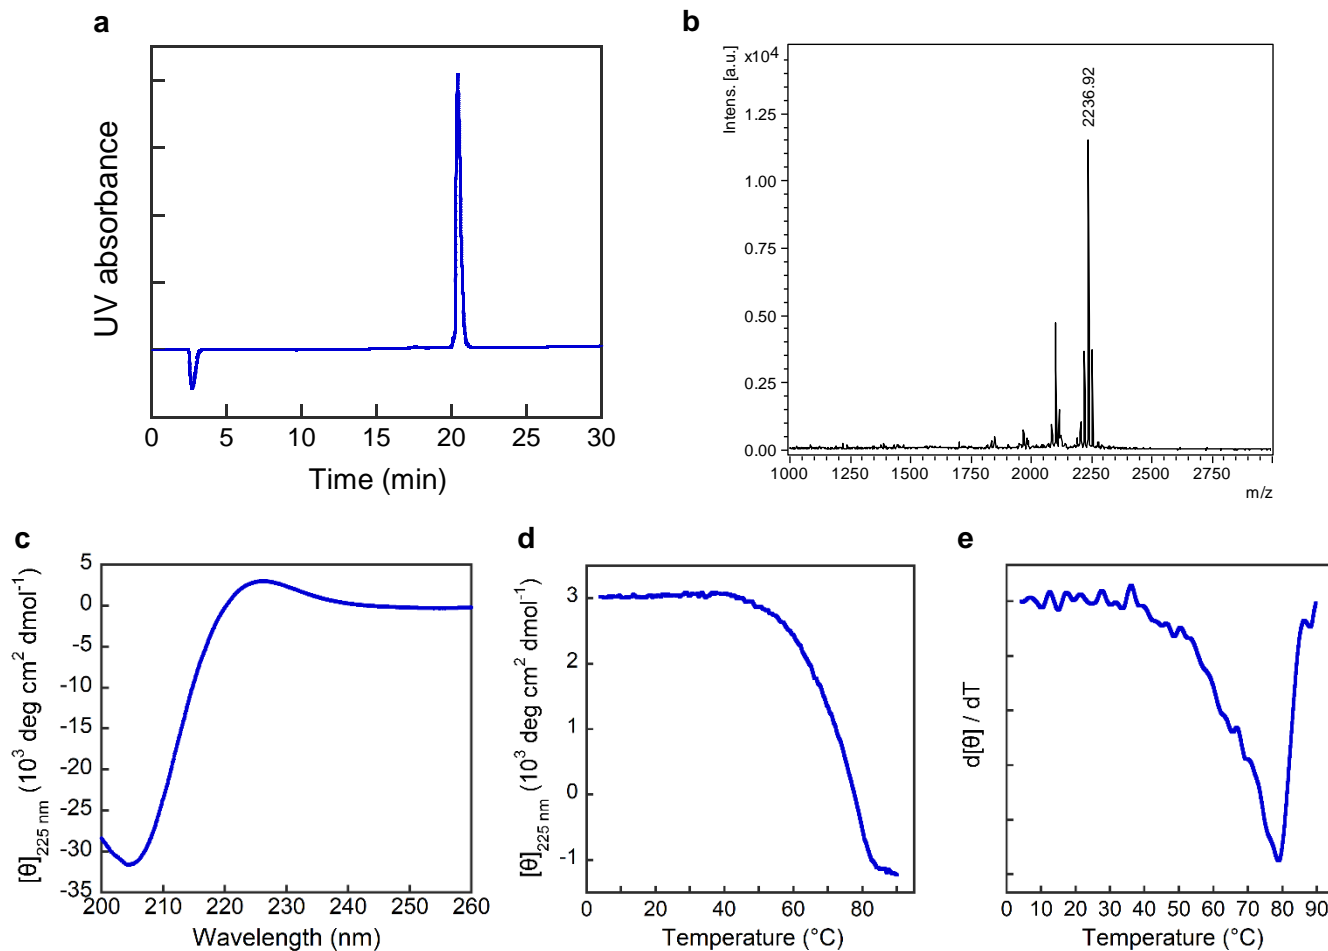 a
UV absorbance
0 5 10 15 20 25 30
Time (min)
b
Intens. [a.u.]
x10⁴
1.25
1.00
0.75
0.50
0.25
0.00
2236.92
1000 1250 1500 1750 2000 2250 2500 2750
m/z
c
[θ]225 nm (10³ deg cm² dmol⁻¹)
5
0
-5
-10
-15
-20
-25
-30
-35
200 210 220 230 240 250 260
Wavelength (nm)
d
[θ]225 nm (10³ deg cm² dmol⁻¹)
3
2
1
0
-1
0 20 40 60 80
Temperature (°C)
e
d[θ] / dT
0 10 20 30 40 50 60 70 80 90
Temperature (°C)